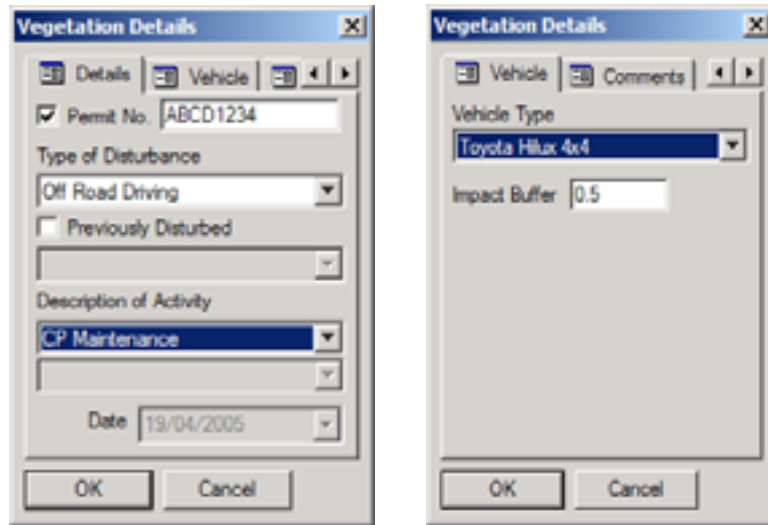 Vegetation Details
Details Vehicle
Permit No. ABCD1234
Type of Disturbance
Off Road Driving
Previously Disturbed
Description of Activity
CP Maintenance
Date 19/04/2005
OK Cancel
Vegetation Details
Vehicle Comments
Vehicle Type
Toyota Hilux 4x4
Impact Buffer 0.5
OK Cancel